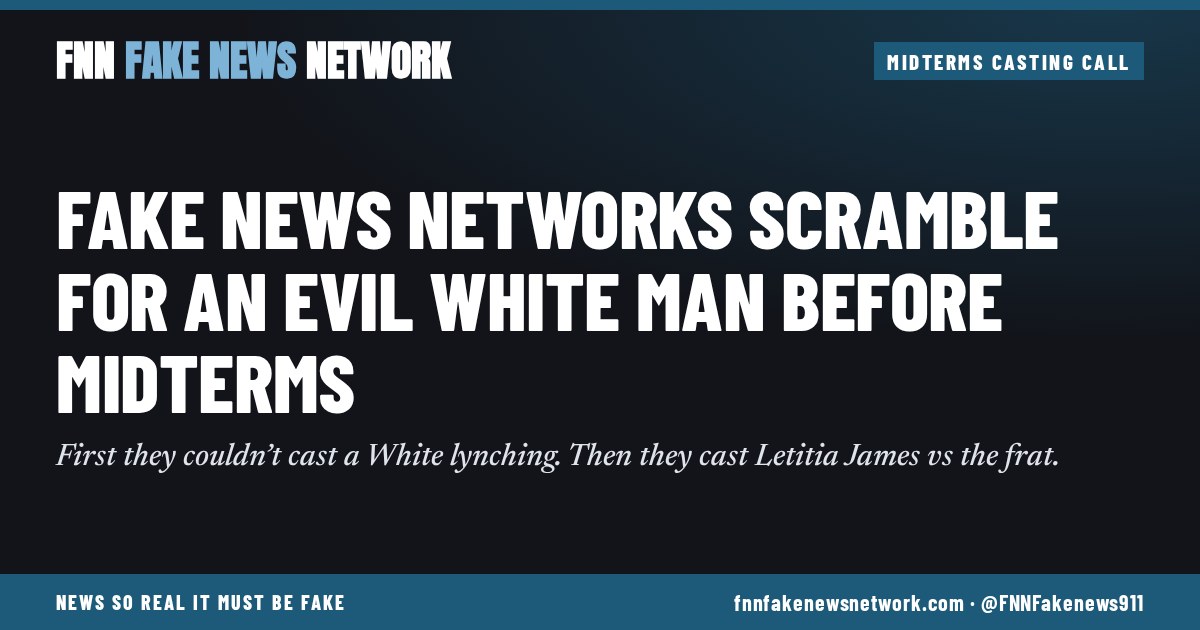 FNN FAKE NEWS NETWORK
MIDTERMS CASTING CALL
FAKE NEWS NETWORKS SCRAMBLE
FOR AN EVIL WHITE MAN BEFORE
MIDTERMS
First they couldn’t cast a White lynching. Then they cast Letitia James vs the frat.
NEWS SO REAL IT MUST BE FAKE
fnnfakenewsnetwork.com · @FNNFakenews911